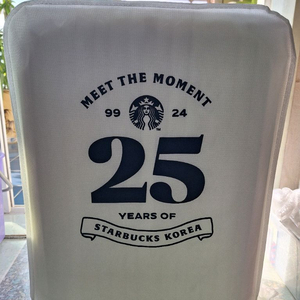 MEET THE MOMENT
99 24
25
YEARS OF
STARBUCKS KOREA